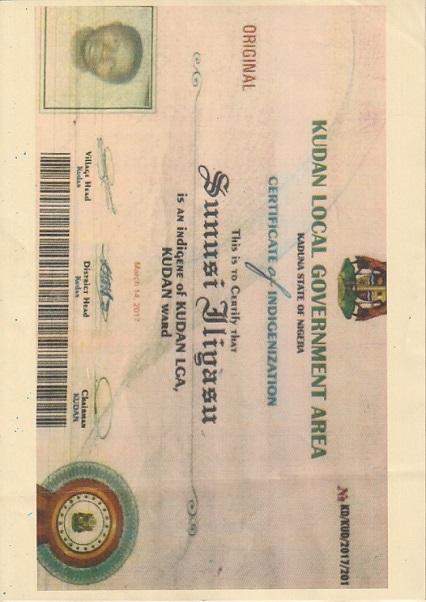 № KD/KUD/2017/201
KUDAN LOCAL GOVERNMENT AREA
KADUNA STATE OF NIGERA
ORIGINAL
CERTIFICATE of INDIGENIZATION
This is to Certify that
Sunusi Iliyasu
is an indigene of KUDAN LGA,
KUDAN ward
March 14, 2017
Village Head
Kudan
District Head
Kudan
Chaiman
KUDAN